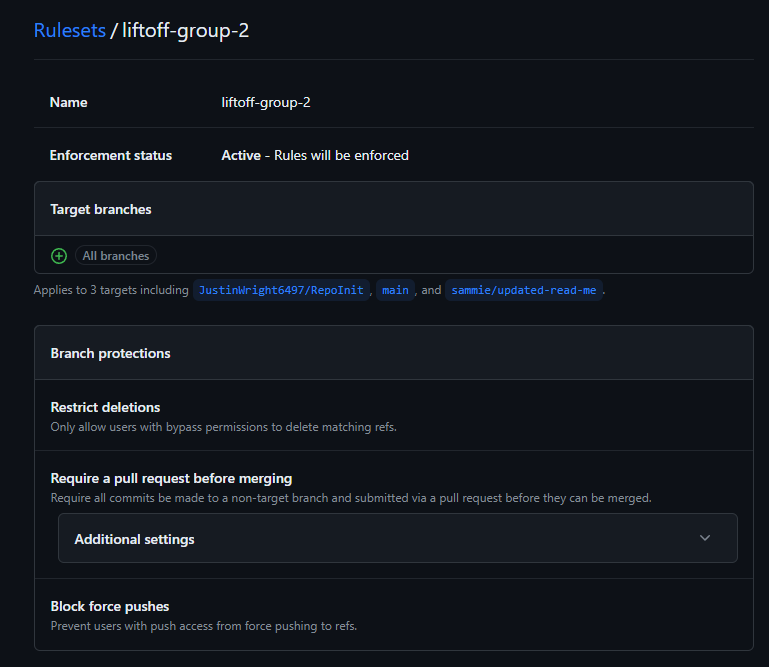 Rulesets / liftoff-group-2
Name liftoff-group-2
Enforcement status Active - Rules will be enforced
Target branches
All branches
Applies to 3 targets including JustinWright6497/RepoInit, main, and sammie/updated-read-me.
Branch protections
Restrict deletions
Only allow users with bypass permissions to delete matching refs.
Require a pull request before merging
Require all commits be made to a non-target branch and submitted via a pull request before they can be merged.
Additional settings
Block force pushes
Prevent users with push access from force pushing to refs.